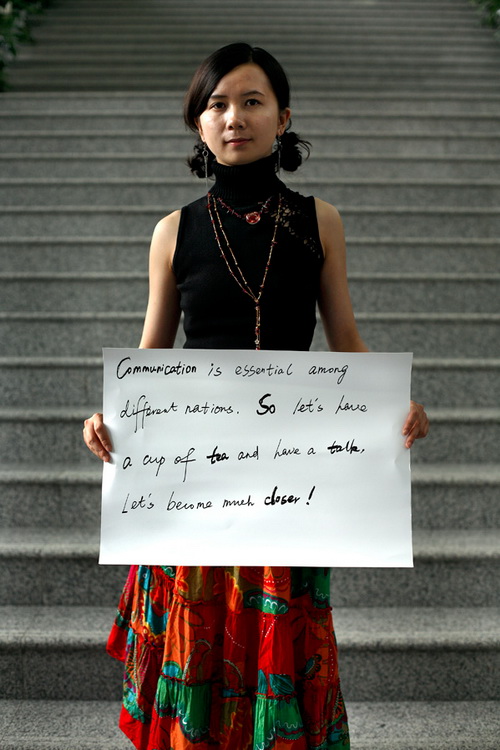 Communication is essential among
different nations. So let's have
a cup of tea and have a talk.
Let's become much closer!